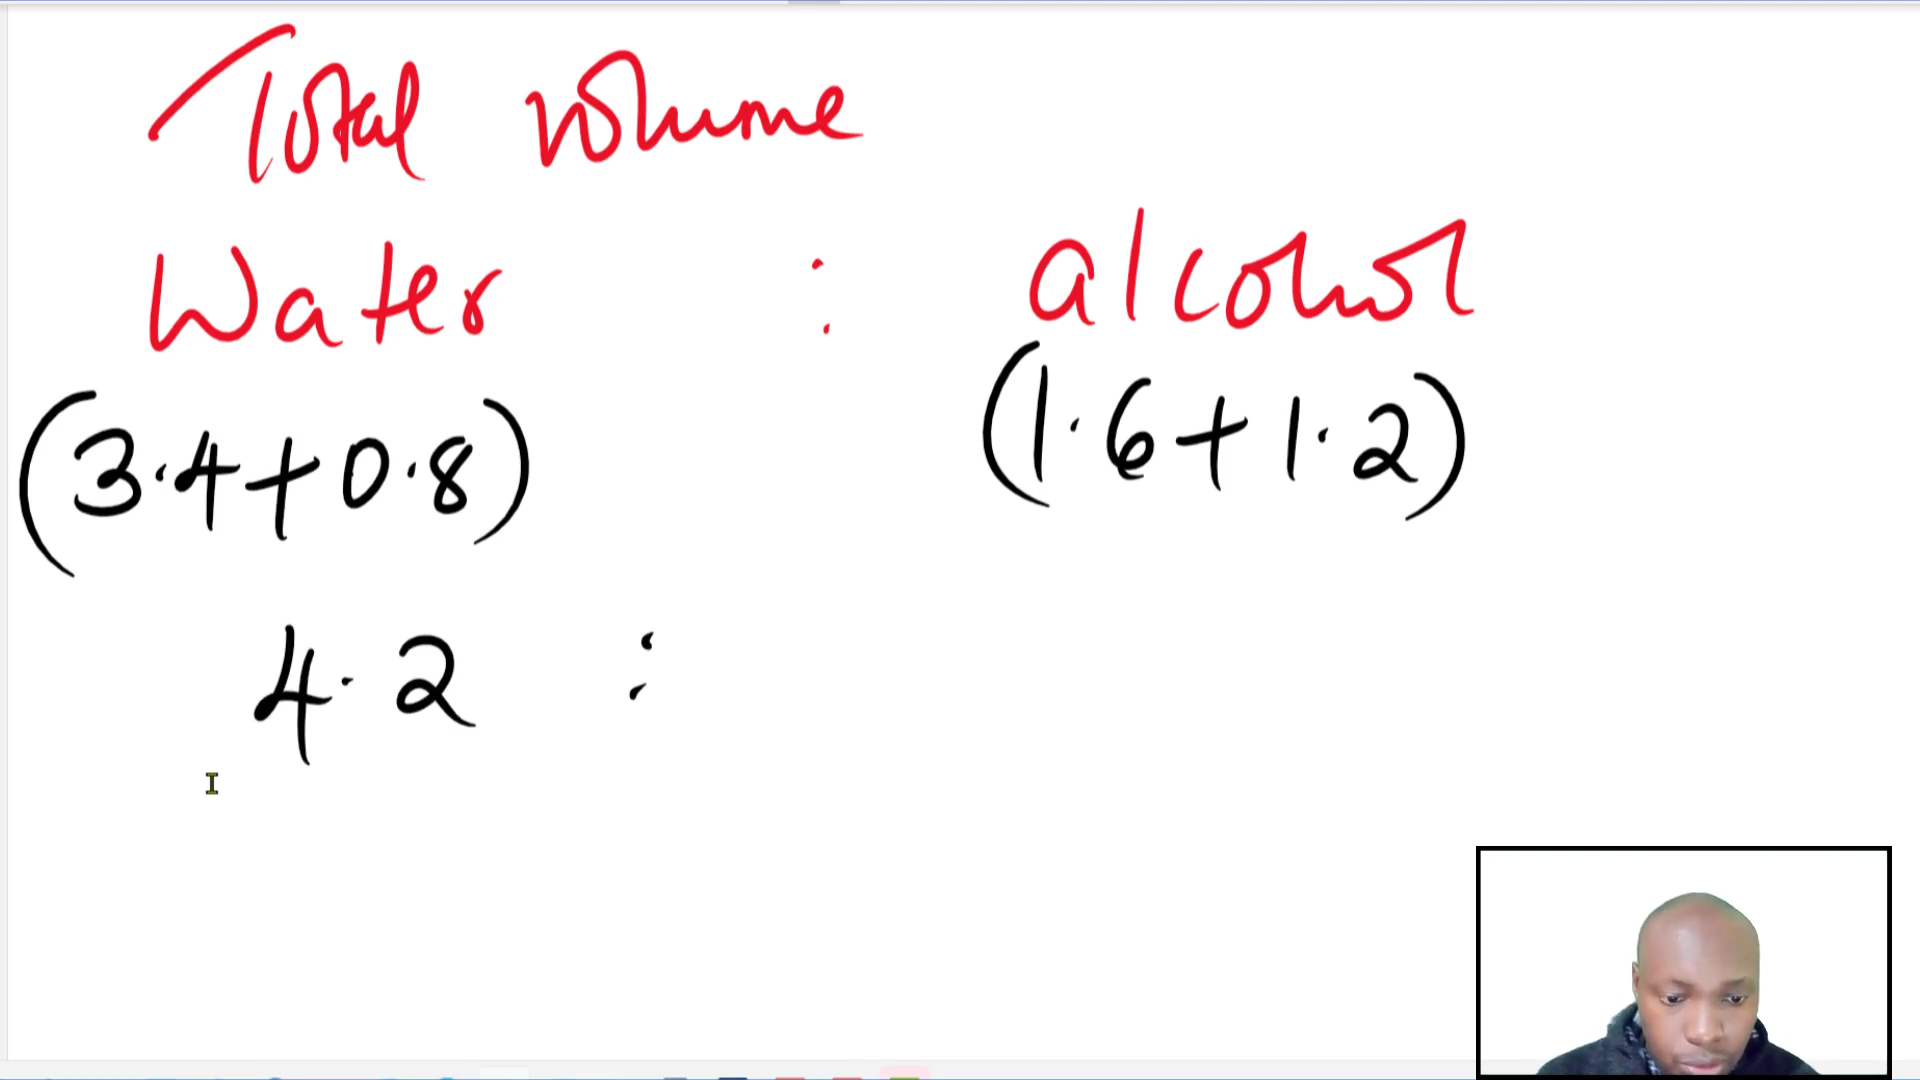 Total volume
Water : alcohol
(3.4+0.8) (1.6+1.2)
4.2 :